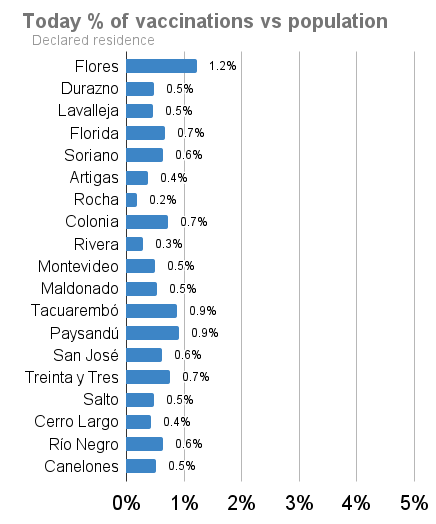 Today % of vaccinations vs population
Declared residence
Flores 1.2%
Durazno 0.5%
Lavalleja 0.5%
Florida 0.7%
Soriano 0.6%
Artigas 0.4%
Rocha 0.2%
Colonia 0.7%
Rivera 0.3%
Montevideo 0.5%
Maldonado 0.5%
Tacuarembó 0.9%
Paysandú 0.9%
San José 0.6%
Treinta y Tres 0.7%
Salto 0.5%
Cerro Largo 0.4%
Río Negro 0.6%
Canelones 0.5%
0% 1% 2% 3% 4% 5%